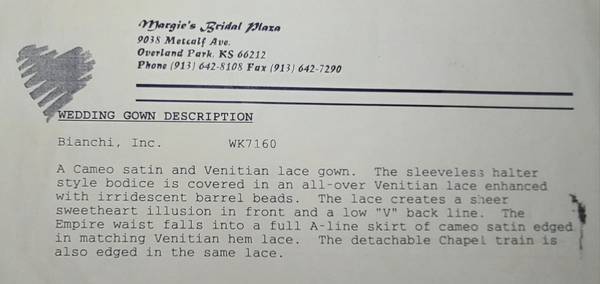 Margie's Bridal Plaza
9038 Metcalf Ave.
Overland Park. KS 66212
Phone (913) 642-8108 Fax (913) 642-7290
WEDDING GOWN DESCRIPTION
Bianchi, Inc. WK7160
A Cameo satin and Venitian lace gown. The sleeveless halter
style bodice is covered in an all-over Venitian lace enhanced
with irridescent barrel beads. The lace creates a sheer
sweetheart illusion in front and a low "V" back line. The
Empire waist falls into a full A-line skirt of cameo satin edged
in matching Venitian hem lace. The detachable Chapel train is
also edged in the same lace.